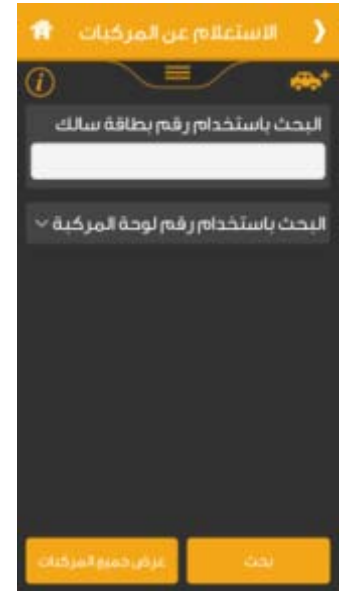 الاستعلام عن المركبات
البحث باستخدام رقم بطاقة سالك
البحث باستخدام رقم لوحة المركبة
بحث
عرض جميع المركبات